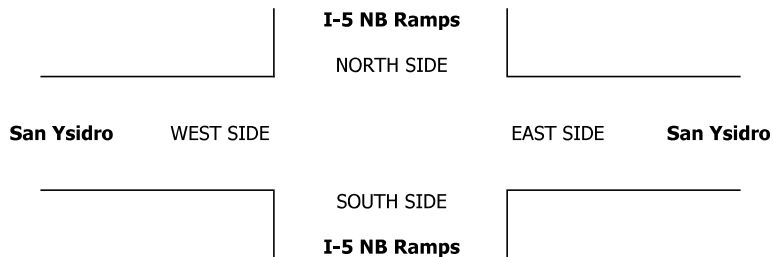 I-5 NB Ramps
NORTH SIDE
San Ysidro WEST SIDE EAST SIDE San Ysidro
SOUTH SIDE
I-5 NB Ramps